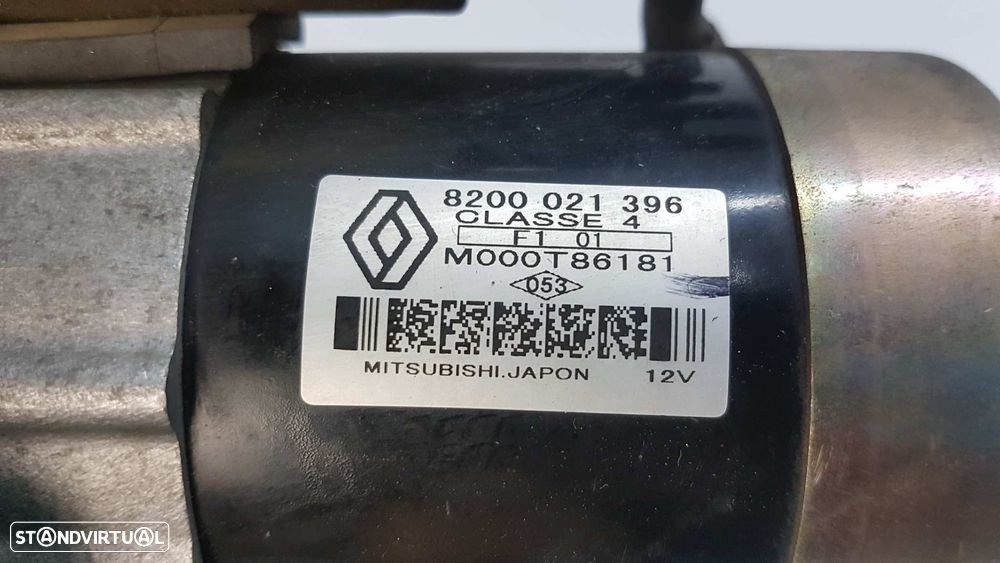 8200 021 396
CLASSE 4
F1 01
M000T86181
053
MITSUBISHI.JAPON 12V
STANDVIRTUAL